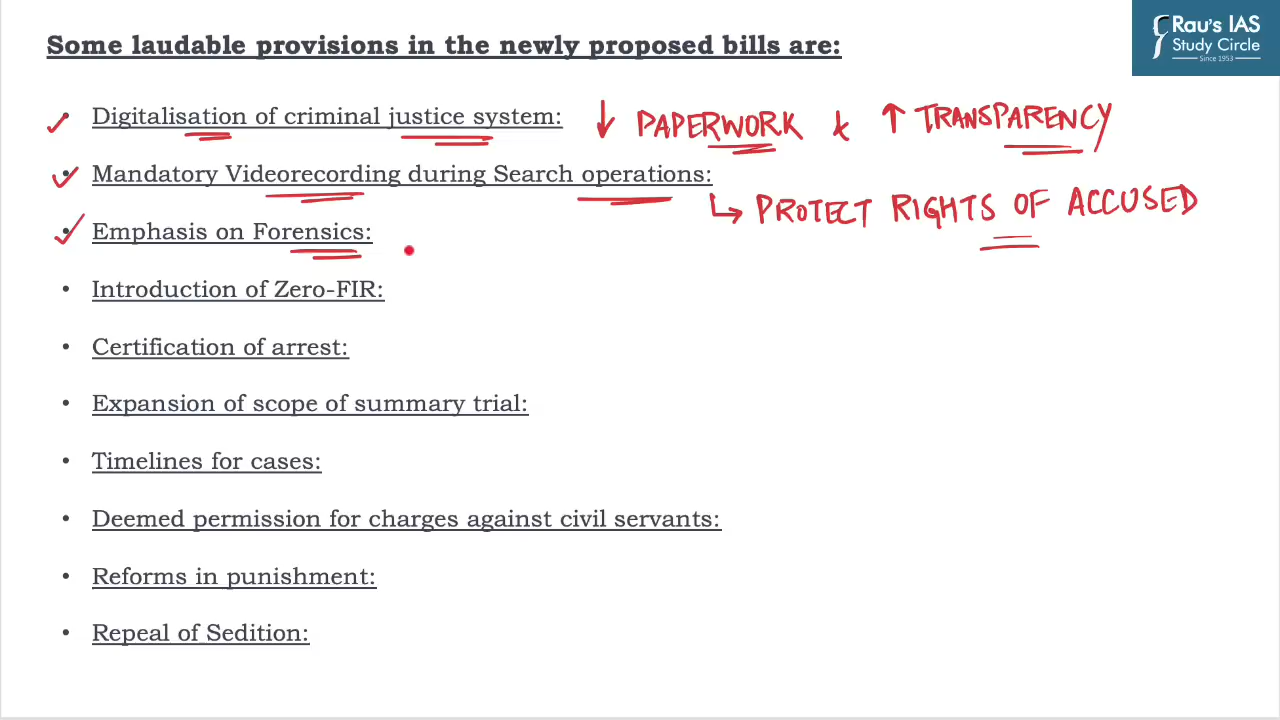 Some laudable provisions in the newly proposed bills are:
Rau's IAS
Study Circle
Since 1953
• Digitalisation of criminal justice system: ↓ PAPERWORK & ↑ TRANSPARENCY
• Mandatory Videorecording during Search operations:
↳ PROTECT RIGHTS OF ACCUSED
• Emphasis on Forensics:
• Introduction of Zero-FIR:
• Certification of arrest:
• Expansion of scope of summary trial:
• Timelines for cases:
• Deemed permission for charges against civil servants:
• Reforms in punishment:
• Repeal of Sedition: